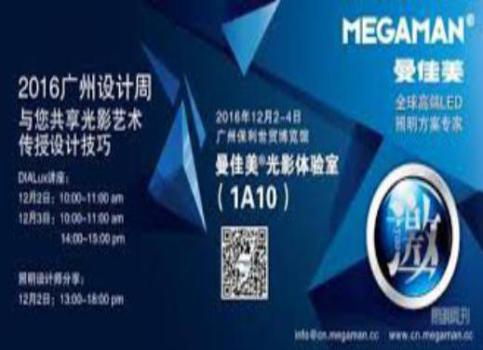 2016广州设计周
与您共享光影艺术
传授设计技巧
DIALux讲座：
12月2日：10:00-11:00 am
12月3日：10:00-11:00 am
14:00-15:00 pm
照明设计师分享：
12月2日：13:00-18:00 pm
2016年12月2-4日
广州保利世贸博览馆
曼佳美®光影体验室
（1A10）
MEGAMAN®
曼佳美
全球高端LED
照明方案专家
邀
info@cn.megaman.cc www.cn.megaman.cc